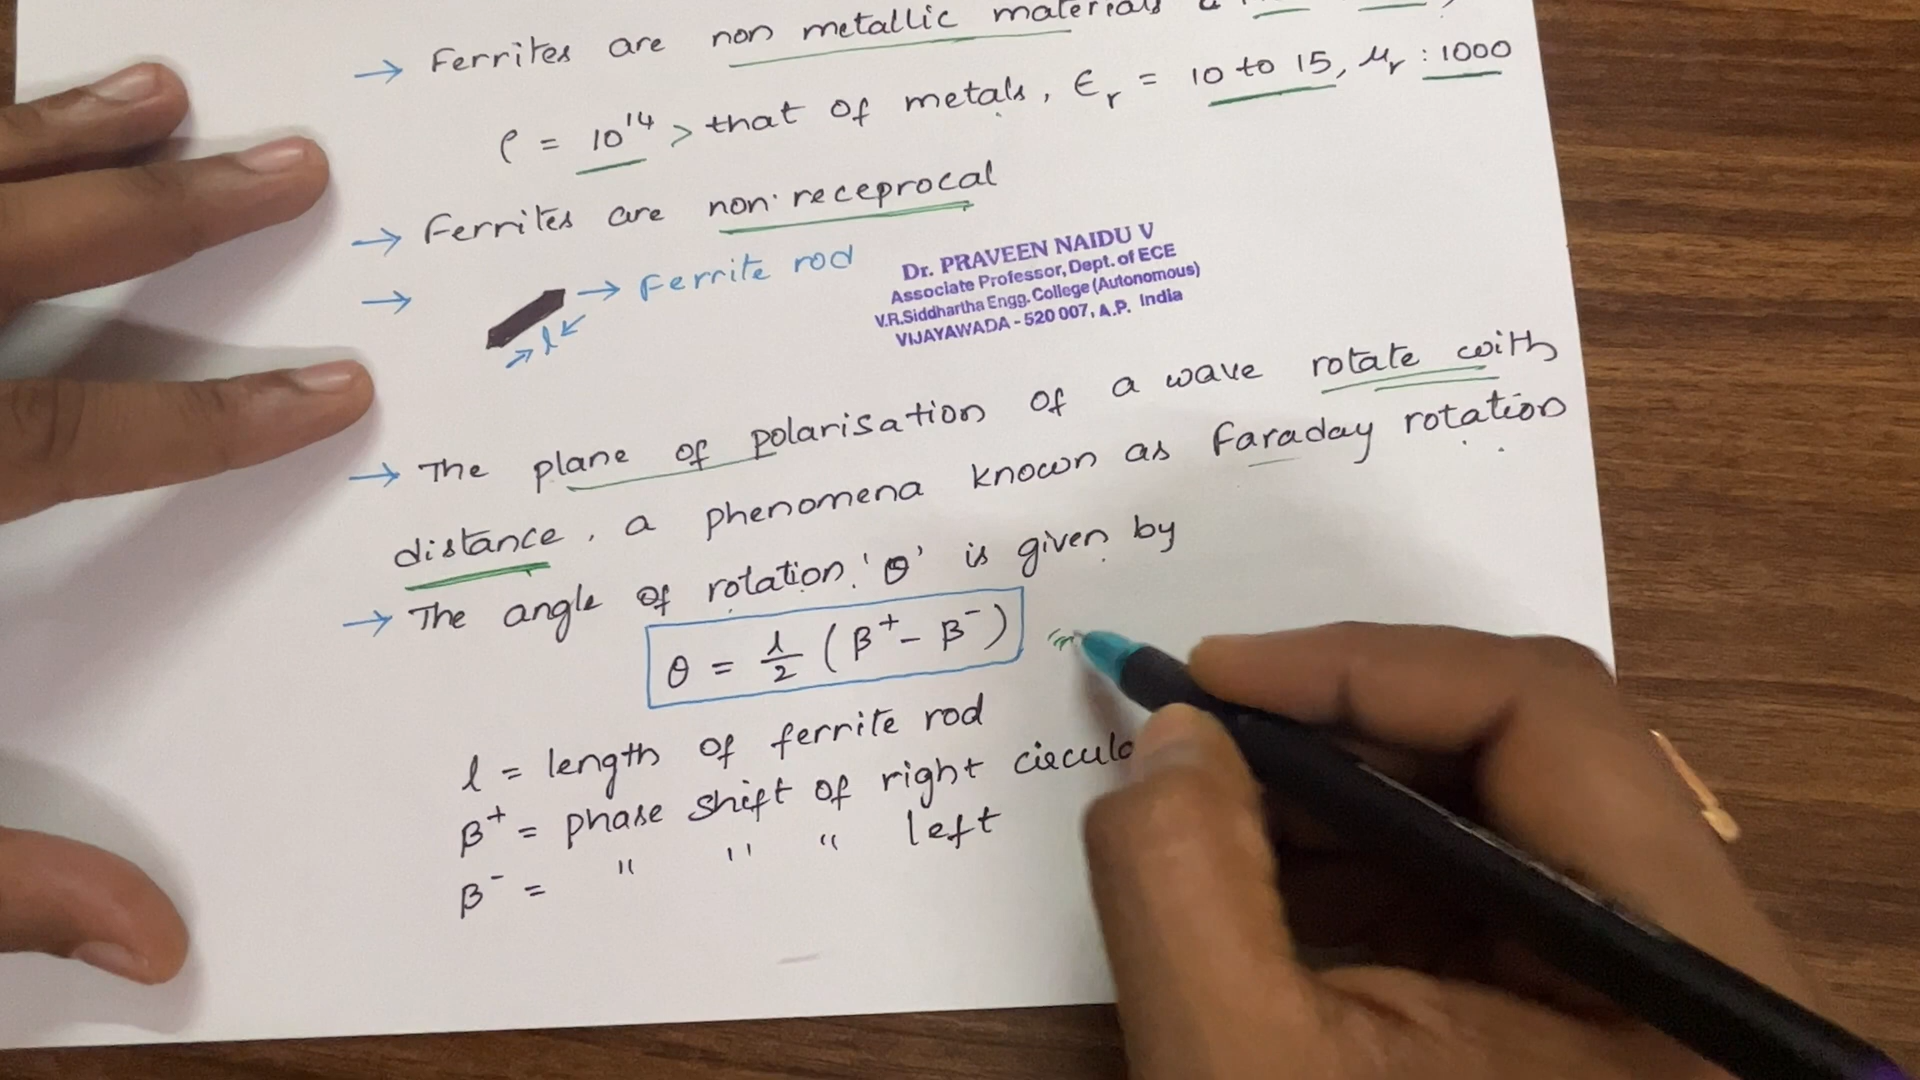 → Ferrites are non metallic materials
ρ = 10¹⁴ > that of metals, ϵᵣ = 10 to 15, μᵣ : 1000
→ Ferrites are non receprocal
→ → Ferrite rod
l
Dr. PRAVEEN NAIDU V
Associate Professor, Dept. of ECE
V.R.Siddhartha Engg. College (Autonomous)
VIJAYAWADA - 520 007, A.P. India
→ The plane of polarisation of a wave rotate with
distance, a phenomena known as Faraday rotation
→ The angle of rotation 'θ' is given by
θ = l/2 (β⁺ - β⁻)
l = length of ferrite rod
β⁺ = phase shift of right
β⁻ = " " " left